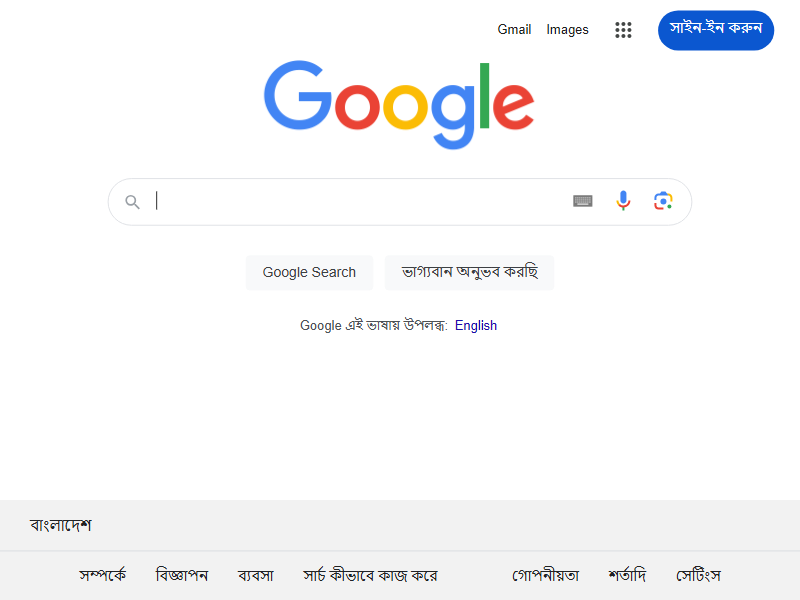 Gmail Images সাইন-ইন করুন
Google
Google Search ভাগ্যবান অনুভব করছি
Google এই ভাষায় উপলব্ধ: English
বাংলাদেশ
সম্পর্কে বিজ্ঞাপন ব্যবসা সার্চ কীভাবে কাজ করে গোপনীয়তা শর্তাদি সেটিংস